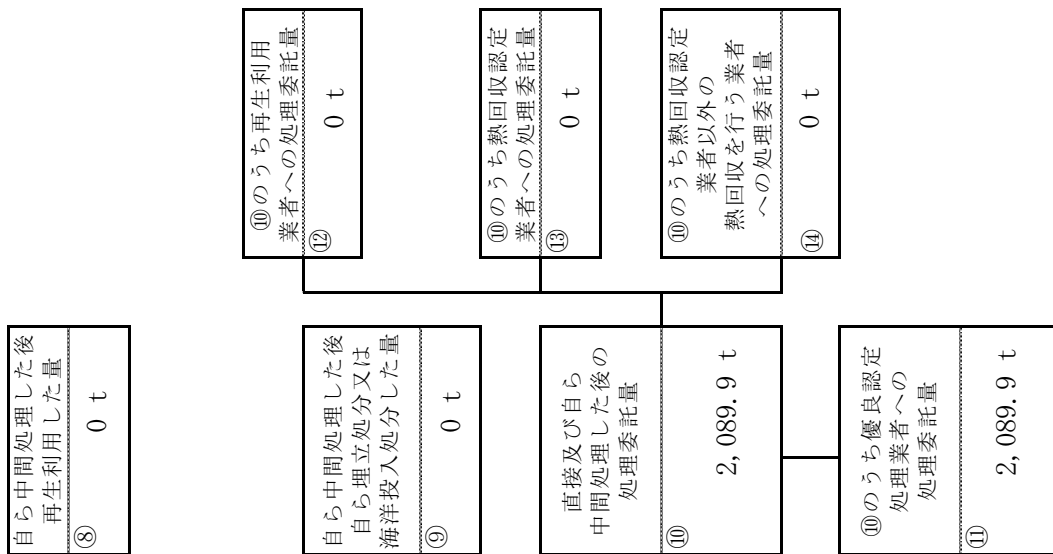 自ら中間処理した後
再生利用した量
⑧
0 t
自ら中間処理した後
自ら埋立処分又は
海洋投入処分した量
⑨
0 t
直接及び自ら
中間処理した後の
処理委託量
⑩
2,089.9 t
⑩のうち優良認定
処理業者への
処理委託量
⑪
2,089.9 t
⑩のうち再生利用
業者への処理委託量
⑫
0 t
⑩のうち熱回収認定
業者への処理委託量
⑬
0 t
⑩のうち熱回収認定
業者以外の
熱回収を行う業者
への処理委託量
⑭
0 t